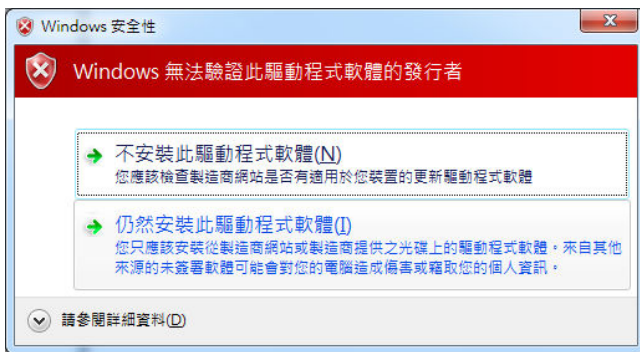 Windows 安全性
Windows 無法驗證此驅動程式軟體的發行者
不安裝此驅動程式軟體(N)
您應該檢查製造商網站是否有適用於您裝置的更新驅動程式軟體
仍然安裝此驅動程式軟體(I)
您只應該安裝從製造商網站或製造商提供之光碟上的驅動程式軟體。來自其他
來源的未簽署軟體可能會對您的電腦造成傷害或竊取您的個人資訊。
請參閱詳細資料(D)